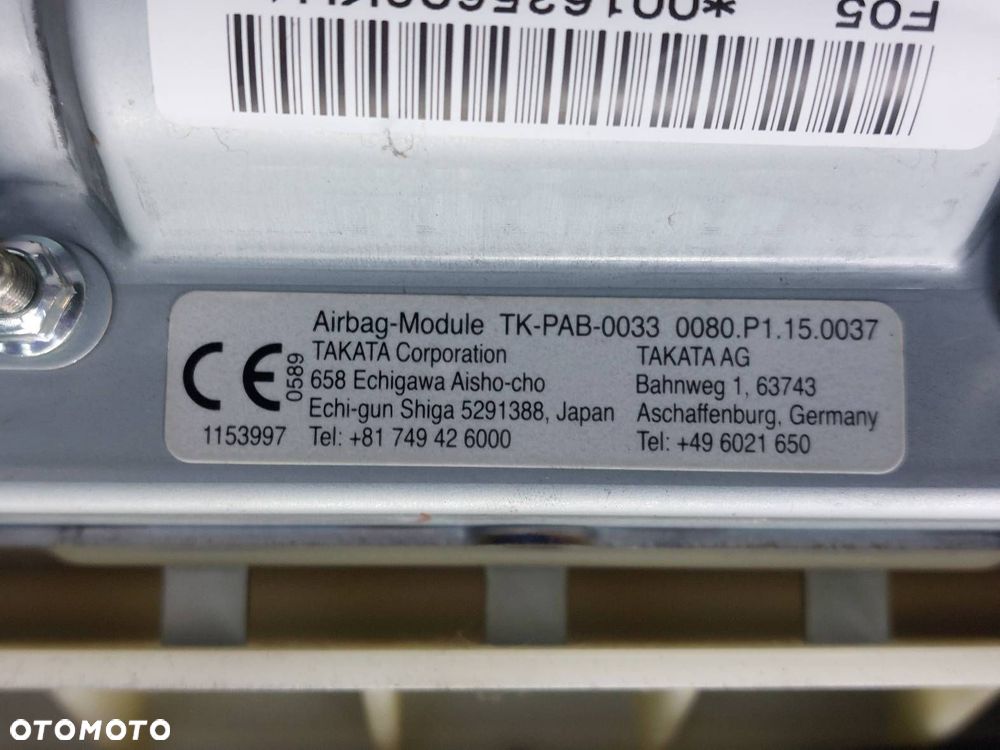 F05
Airbag-Module TK-PAB-0033 0080.P1.15.0037
CE
0589
1153997
TAKATA Corporation
658 Echigawa Aisho-cho
Echi-gun Shiga 5291388, Japan
Tel: +81 749 42 6000
TAKATA AG
Bahnweg 1, 63743
Aschaffenburg, Germany
Tel: +49 6021 650
OTOMOTO